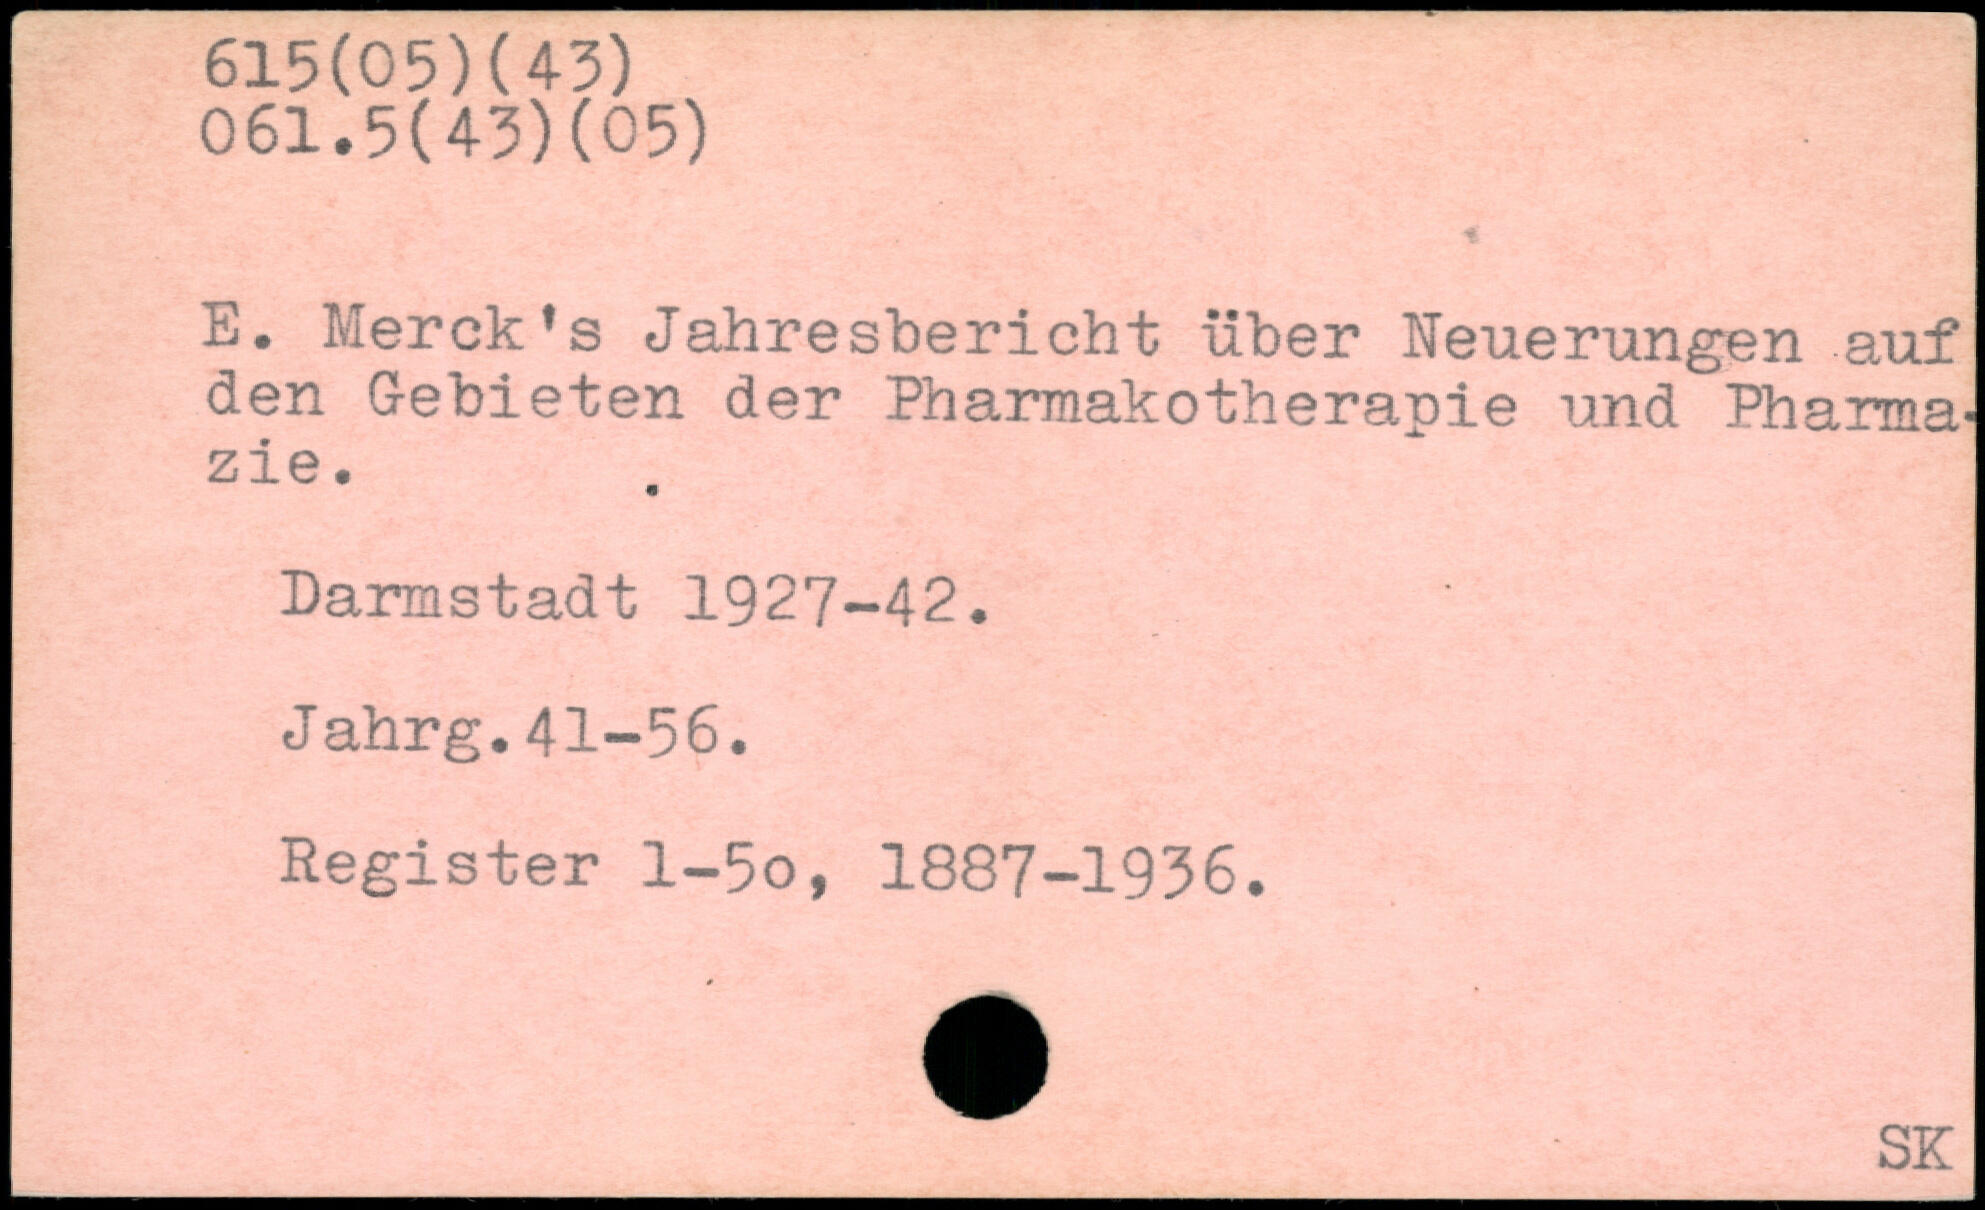 615(05)(43)
061.5(43)(05)
E. Merck's Jahresbericht über Neuerungen auf
den Gebieten der Pharmakotherapie und Pharma-
zie.
Darmstadt 1927-42.
Jahrg.41-56.
Register 1-5o, 1887-1936.
SK